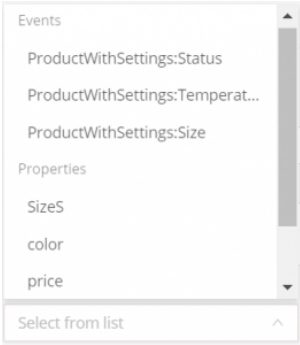 Events
ProductWithSettings:Status
ProductWithSettings:Temperat...
ProductWithSettings:Size
Properties
SizeS
color
price
Select from list